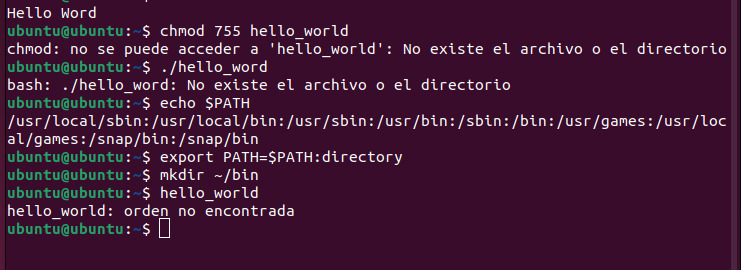 Hello Word
ubuntu@ubuntu:~$ chmod 755 hello_world
chmod: no se puede acceder a 'hello_world': No existe el archivo o el directorio
ubuntu@ubuntu:~$ ./hello_word
bash: ./hello_word: No existe el archivo o el directorio
ubuntu@ubuntu:~$ echo $PATH
/usr/local/sbin:/usr/local/bin:/usr/sbin:/usr/bin:/sbin:/bin:/usr/games:/usr/loc
al/games:/snap/bin:/snap/bin
ubuntu@ubuntu:~$ export PATH=$PATH:directory
ubuntu@ubuntu:~$ mkdir ~/bin
ubuntu@ubuntu:~$ hello_world
hello_world: orden no encontrada
ubuntu@ubuntu:~$